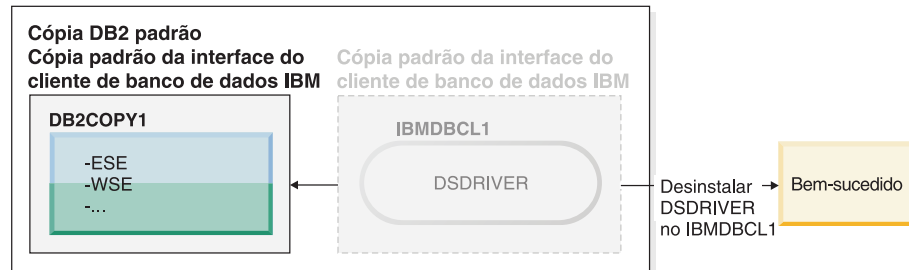 Cópia DB2 padrão
Cópia padrão da interface do
cliente de banco de dados IBM
DB2COPY1
-ESE
-WSE
-...
Cópia padrão da interface do
cliente de banco de dados IBM
IBMDBCL1
DSDRIVER
Desinstalar
DSDRIVER
no IBMDBCL1
Bem-sucedido